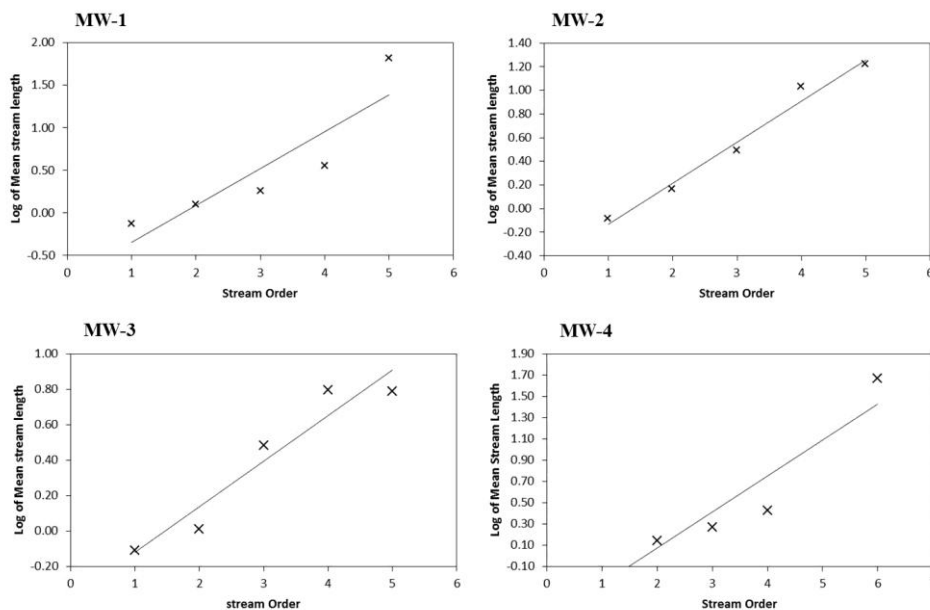 MW-1
2.00
1.50
1.00
0.50
0.00
-0.50
0 1 2 3 4 5 6
Log of Mean stream length
Stream Order
MW-2
1.40
1.20
1.00
0.80
0.60
0.40
0.20
0.00
-0.20
-0.40
0 1 2 3 4 5 6
Log of Mean stream length
Stream Order
MW-3
1.00
0.80
0.60
0.40
0.20
0.00
-0.20
0 1 2 3 4 5 6
Log of Mean stream length
stream Order
MW-4
1.90
1.70
1.50
1.30
1.10
0.90
0.70
0.50
0.30
0.10
-0.10
0 1 2 3 4 5 6
Log of Mean Stream Length
Stream Order